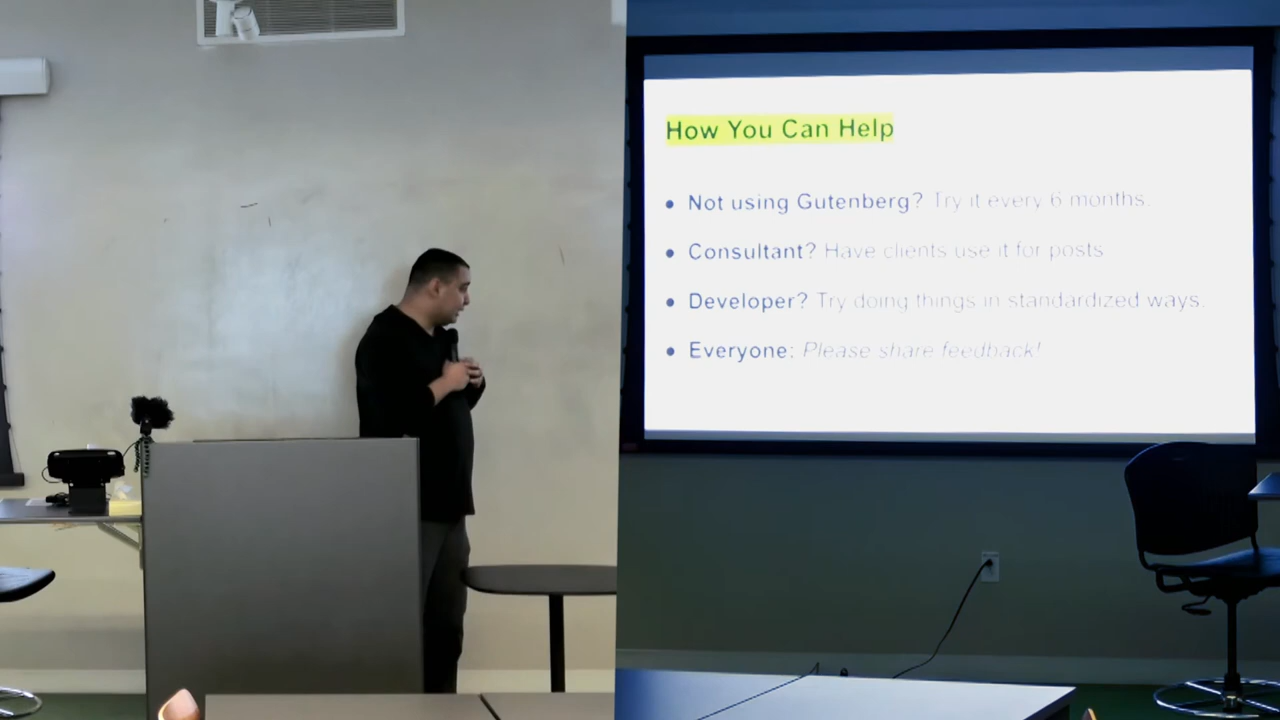 How You Can Help
● Not using Gutenberg? Try it every 6 months.
● Consultant? Have clients use it for posts
● Developer? Try doing things in standardized ways.
● Everyone: Please share feedback!